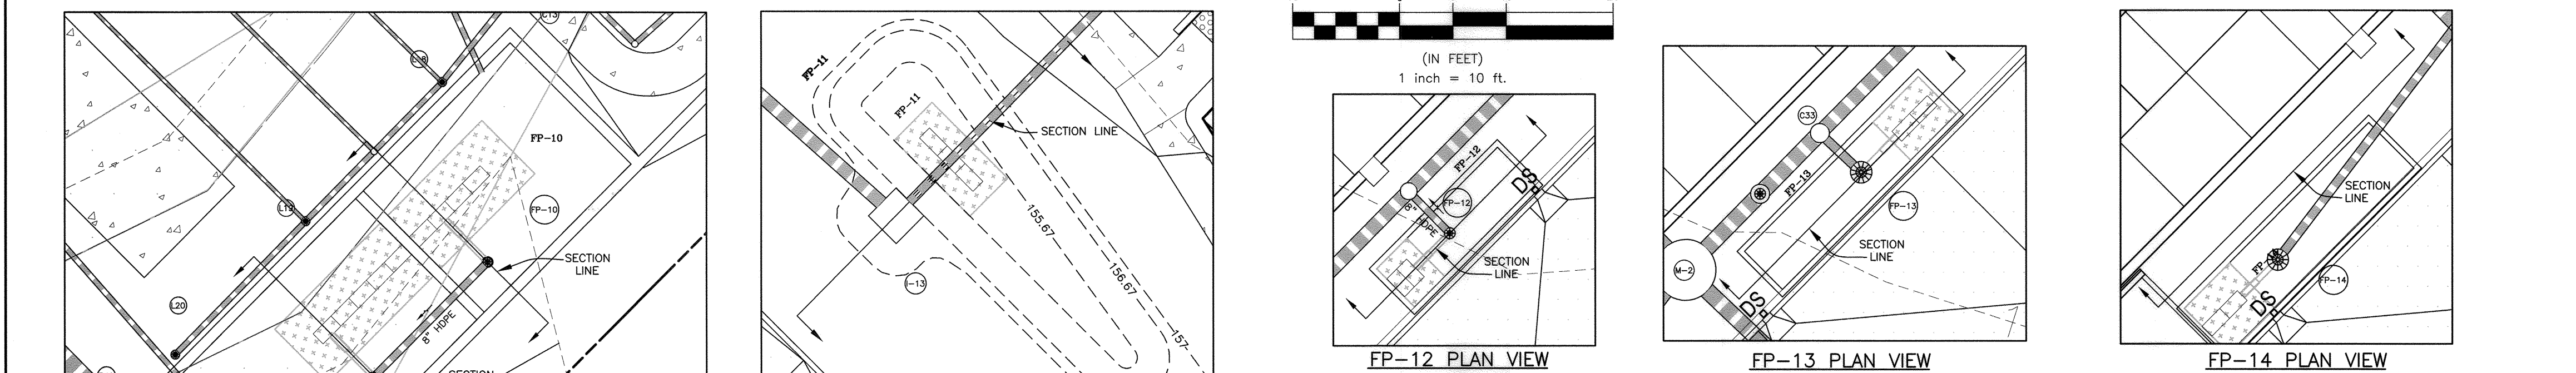 C13
L19
L20
FP-10
FP-10
SECTION
LINE
8" HDPE
FP-11
FP-11
SECTION LINE
155.67
156.67
157
I-13
(IN FEET)
1 inch = 10 ft.
FP-12
FP-12
8" HDPE
DS
SECTION
LINE
FP-12 PLAN VIEW
C33
FP-13
FP-13
M-2
DS
SECTION
LINE
FP-13 PLAN VIEW
SECTION
LINE
FP-14
DS
FP-14 PLAN VIEW